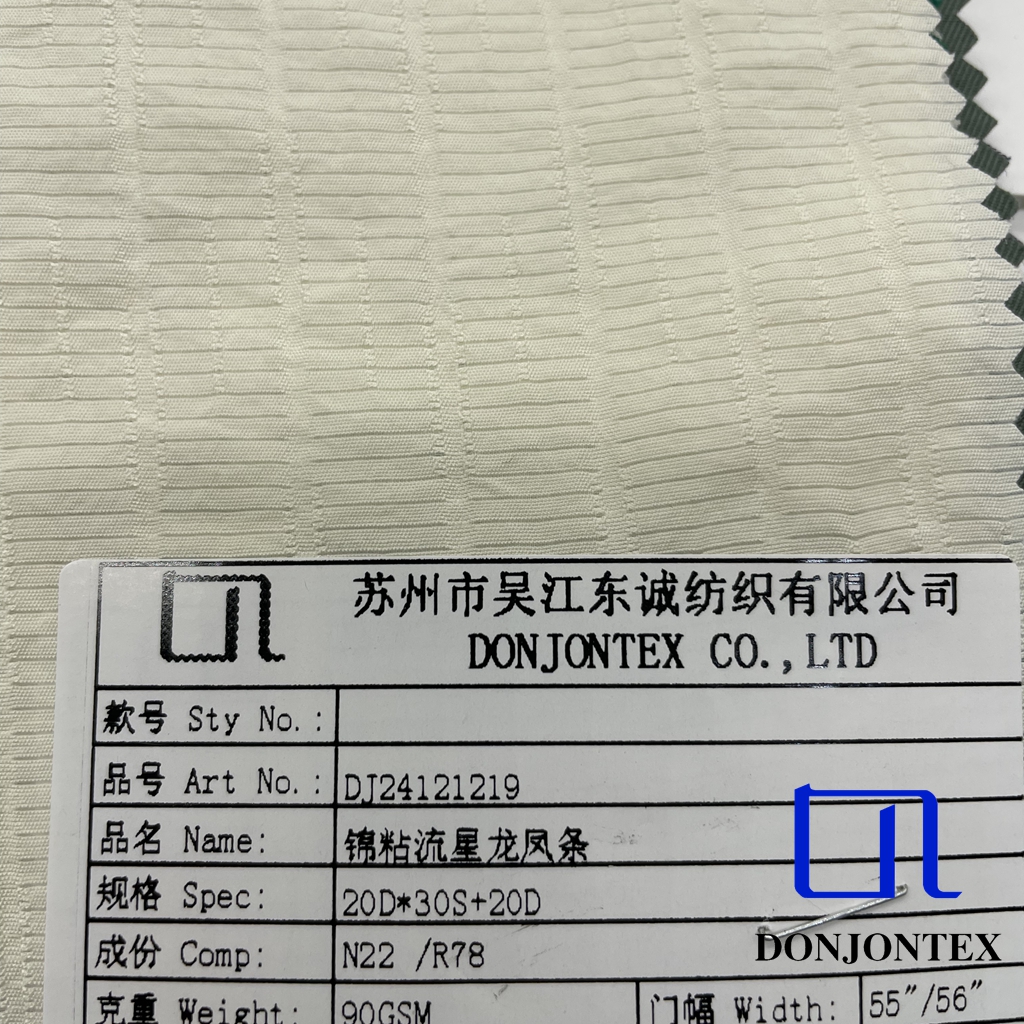 苏州市吴江东诚纺织有限公司
DONJONTEX CO.,LTD
款号 Sty No.:
品号 Art No.: DJ24121219
品名 Name: 锦粘流星龙凤条
规格 Spec: 20D*30S+20D
成份 Comp: N22 /R78
克重 Weight: 90GSM 门幅 Width: 55"/56"
DONJONTEX